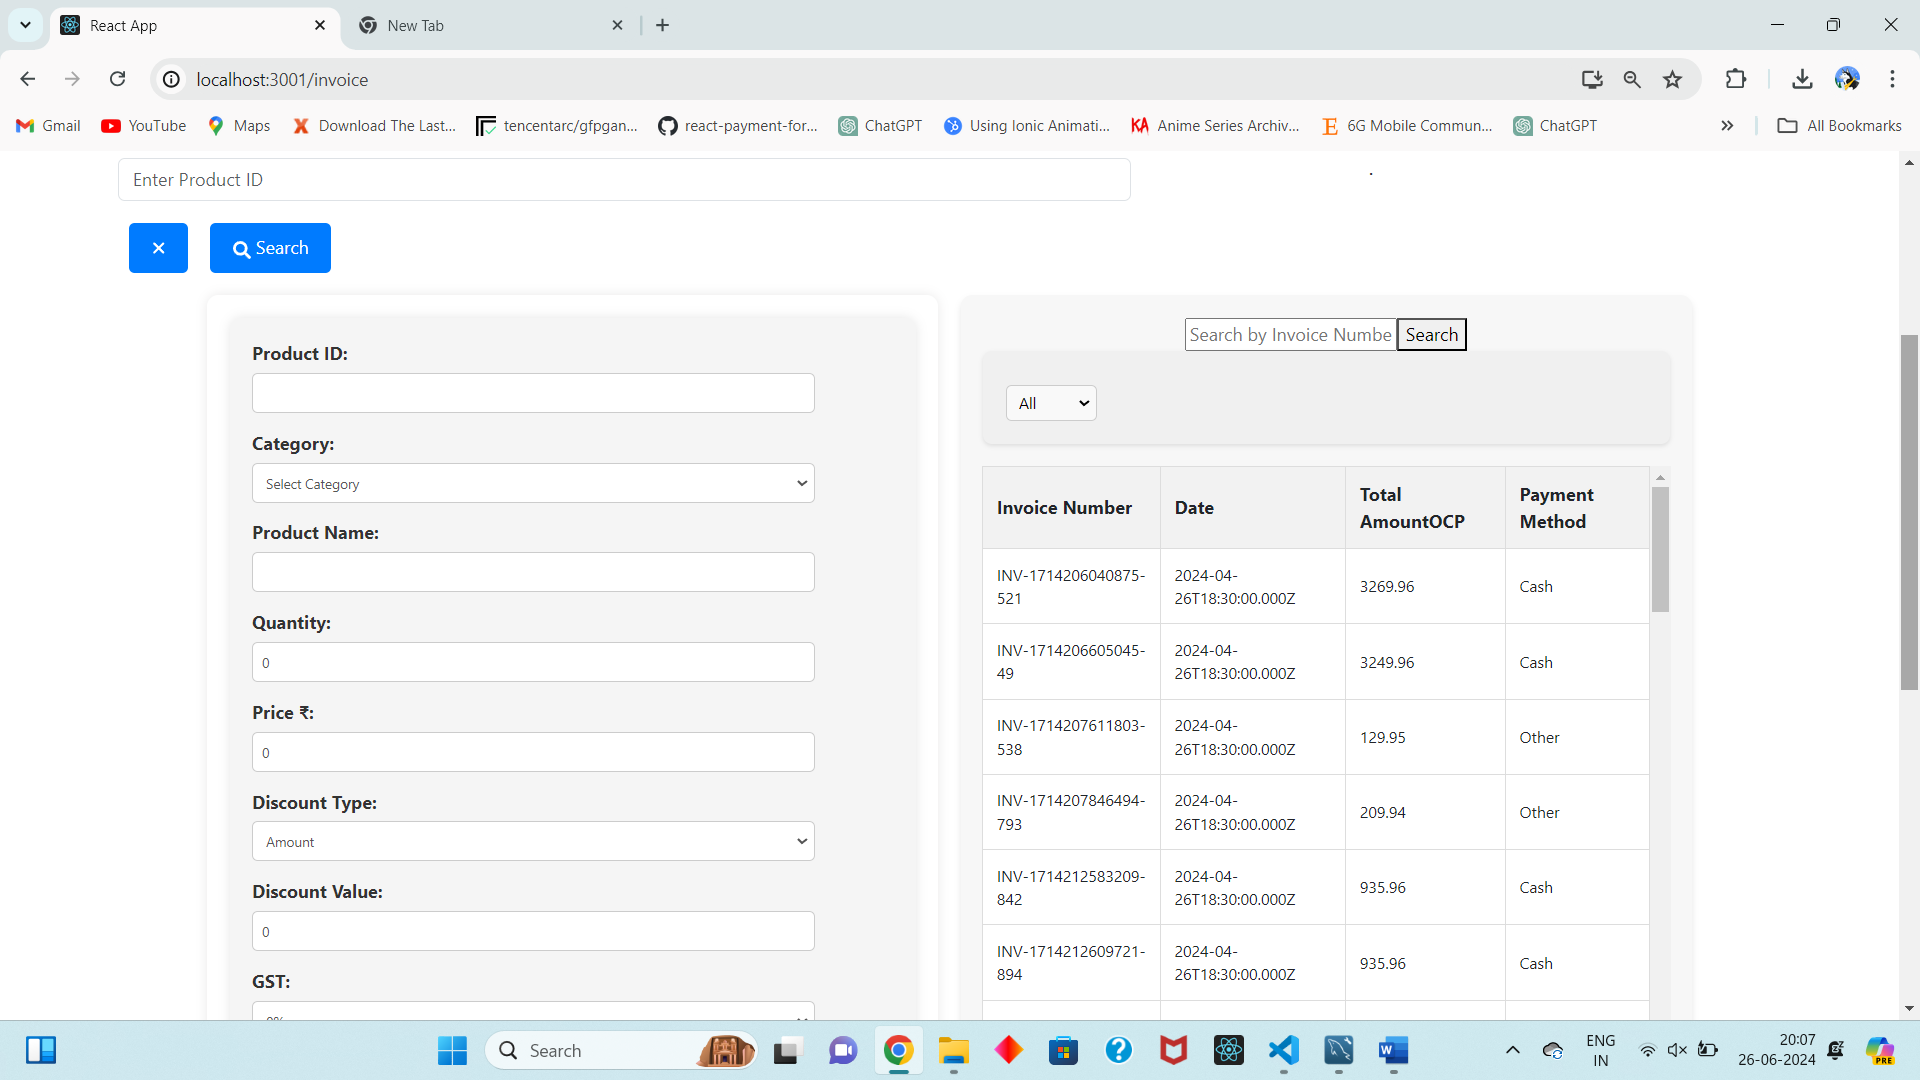 React App
New Tab
localhost:3001/invoice
Gmail
YouTube
Maps
Download The Last...
tencentarc/gfpgan...
react-payment-for...
ChatGPT
Using Ionic Animati...
KA Anime Series Archiv...
E 6G Mobile Commun...
ChatGPT
All Bookmarks
Enter Product ID
.
× Search
Product ID:
Category:
Select Category
Product Name:
Quantity:
0
Price ₹:
0
Discount Type:
Amount
Discount Value:
0
GST:
Search by Invoice Numbe Search
All
Invoice Number Date Total AmountOCP Payment Method
INV-1714206040875-
521
2024-04-
26T18:30:00.000Z
3269.96
Cash
INV-1714206605045-
49
2024-04-
26T18:30:00.000Z
3249.96
Cash
INV-1714207611803-
538
2024-04-
26T18:30:00.000Z
129.95
Other
INV-1714207846494-
793
2024-04-
26T18:30:00.000Z
209.94
Other
INV-1714212583209-
842
2024-04-
26T18:30:00.000Z
935.96
Cash
INV-1714212609721-
894
2024-04-
26T18:30:00.000Z
935.96
Cash
Search
ENG
IN
20:07
26-06-2024
PRE